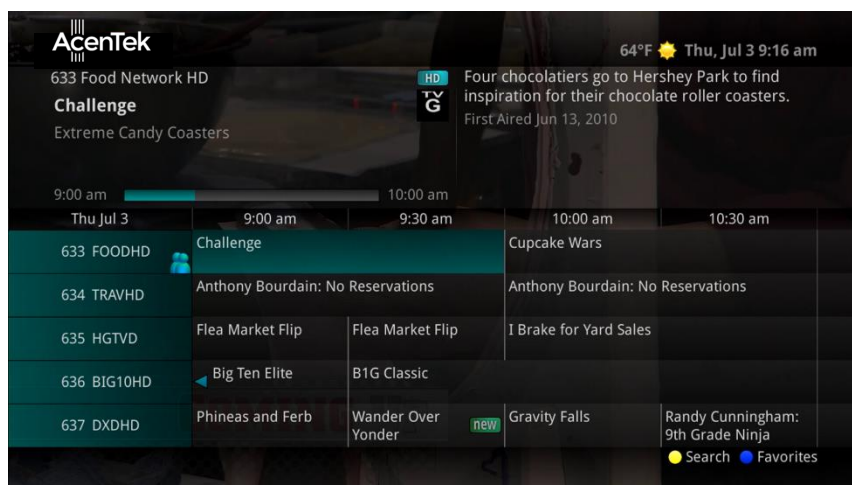 AcenTek
64°F Thu, Jul 3 9:16 am
633 Food Network HD
HD
Challenge
TV
G
Extreme Candy Coasters
Four chocolatiers go to Hershey Park to find
inspiration for their chocolate roller coasters.
First Aired Jun 13, 2010
9:00 am 10:00 am
Thu Jul 3 9:00 am 9:30 am 10:00 am 10:30 am
633 FOODHD Challenge Cupcake Wars
634 TRAVHD Anthony Bourdain: No Reservations Anthony Bourdain: No Reservations
635 HGTVD Flea Market Flip Flea Market Flip I Brake for Yard Sales
636 BIG10HD Big Ten Elite B1G Classic
637 DXDHD Phineas and Ferb Wander Over
Yonder new Gravity Falls Randy Cunningham:
9th Grade Ninja
Search Favorites